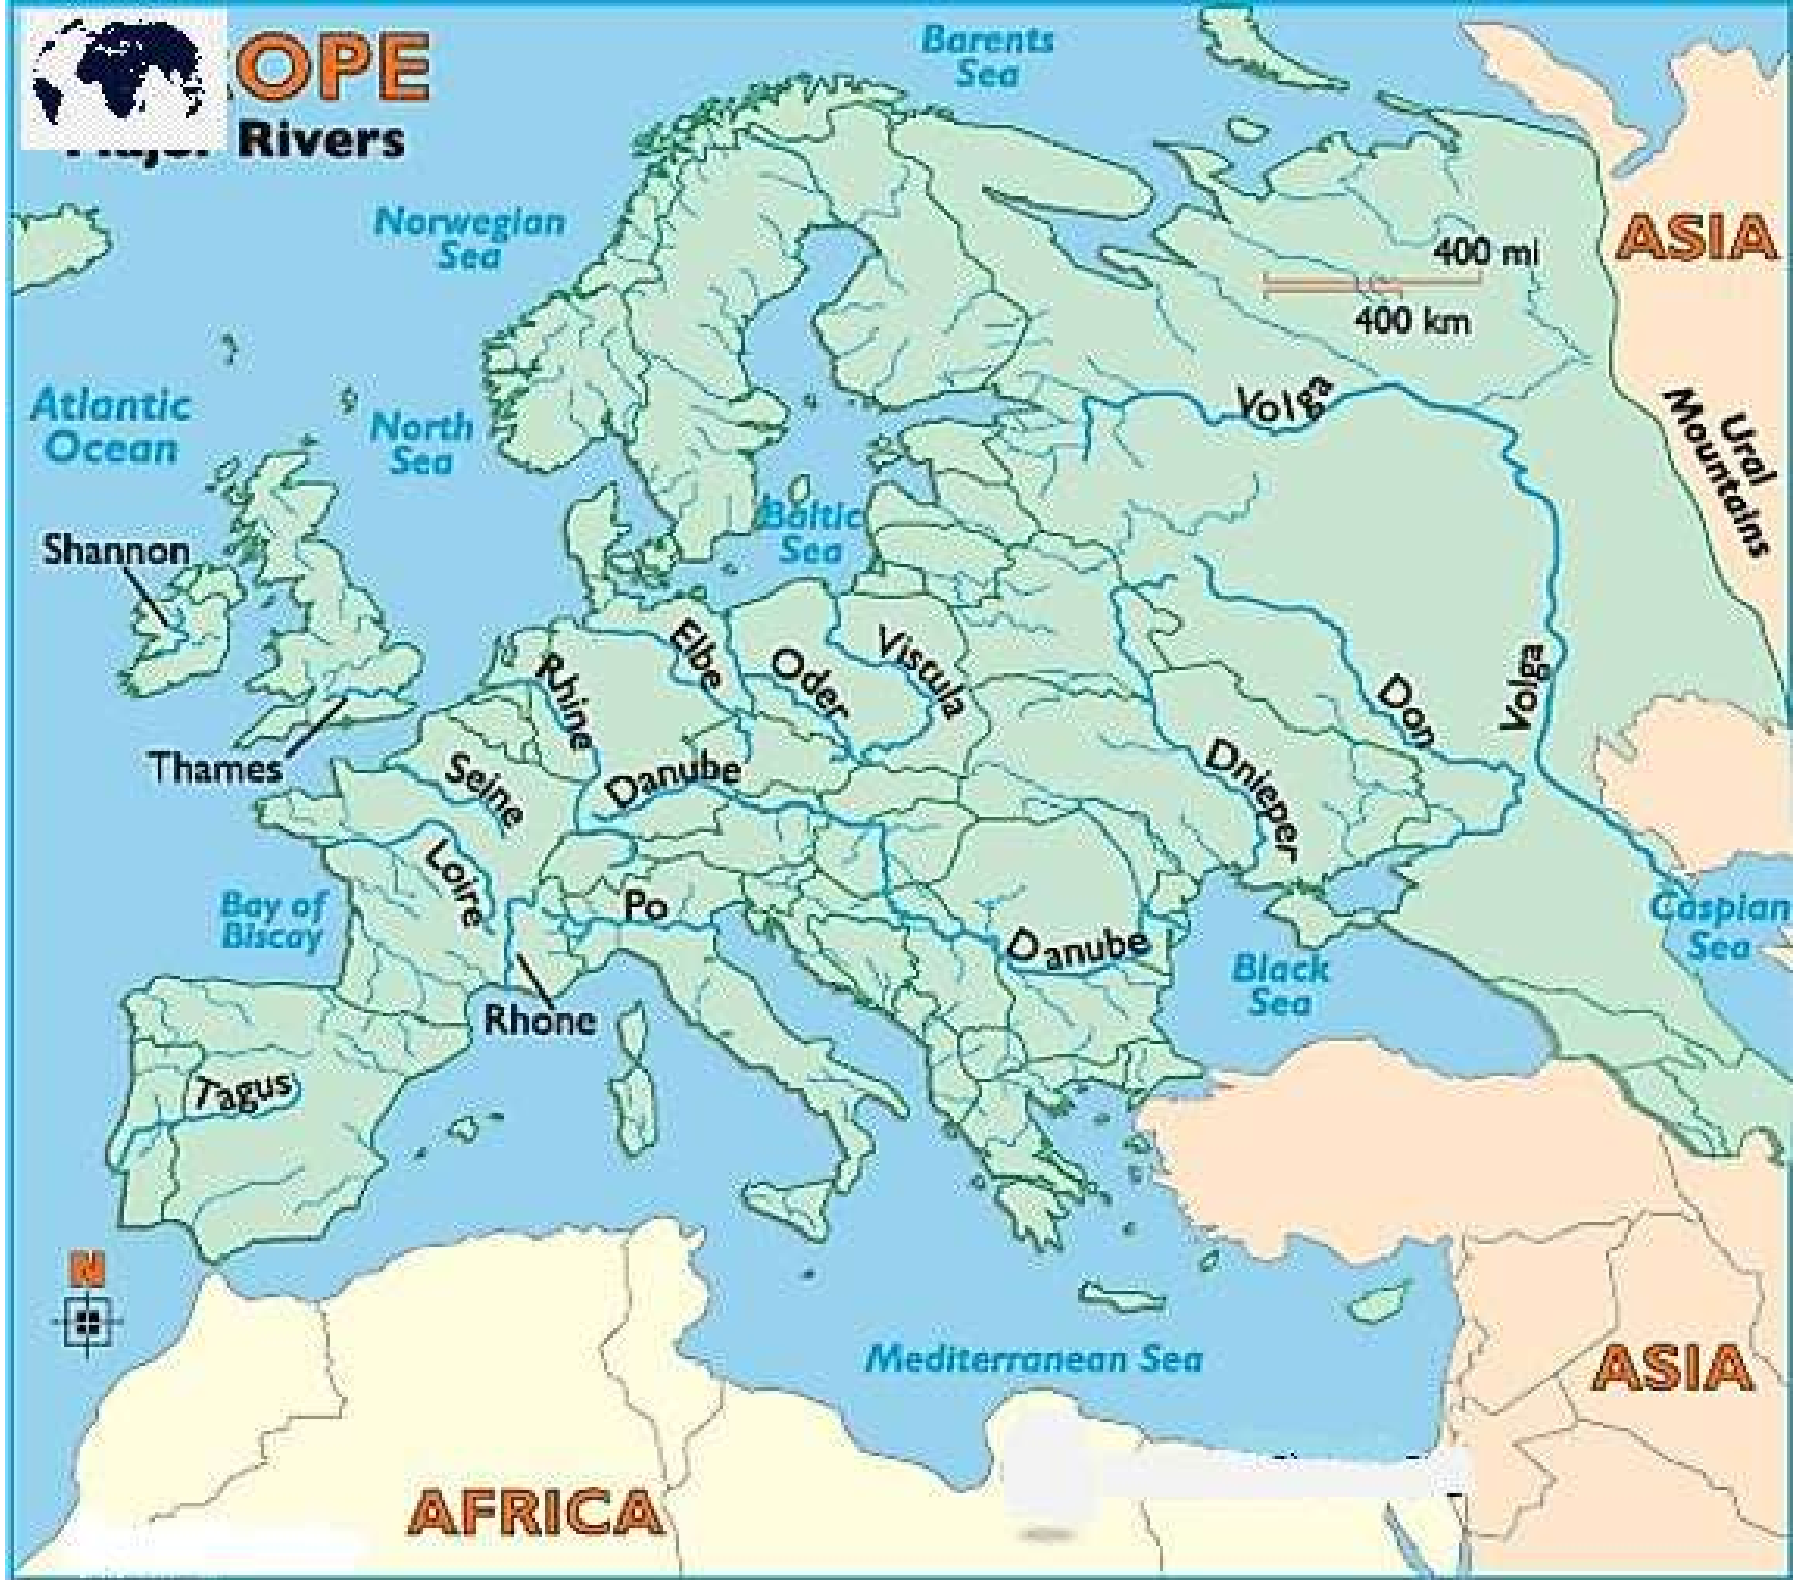 OPE
Rivers
Barents
Sea
Norwegian
Sea
ASIA
400 mi
400 km
Atlantic
Ocean
North
Sea
Volga
Ural
Mountains
Baltic
Sea
Shannon
Elbe
Rhine
Oder
Vistula
Don
Volga
Thames
Seine
Danube
Dnieper
Loire
Bay of
Biscay
Po
Danube
Caspian
Sea
Black
Sea
Rhone
Tagus
N
Mediterranean Sea
ASIA
AFRICA